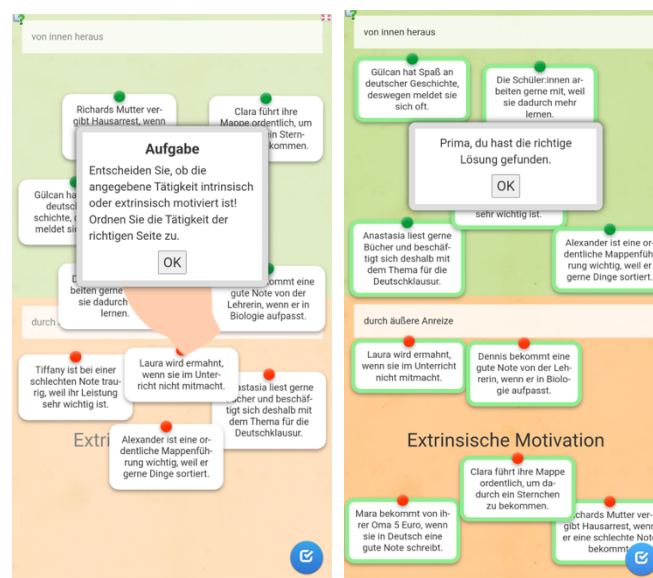 von innen heraus
Richards Mutter ver-
gibt Hausarrest, wenn
Clara führt ihre
Mappe ordentlich, um
ein Stern-
kommen.
Aufgabe
Entscheiden Sie, ob die
angegebene Tätigkeit intrinsisch
oder extrinsisch motiviert ist!
Ordnen Sie die Tätigkeit der
richtigen Seite zu.
OK
Gülcan
deutsc
schichte,
meldet si
beiten gerne
sie dadurch
lernen.
ommt eine
gute Note von der
Lehrerin, wenn er in
Biologie aufpasst.
durch
Tiffany ist bei einer
schlechten Note trau-
rig, weil ihr Leistung
sehr wichtig ist.
Laura wird ermahnt,
wenn sie im Unter-
richt nicht mitmacht.
astasia liest gerne
ücher und beschäf-
tigt sich deshalb mit
dem Thema für die
Deutschklausur.
Extri
Alexander ist eine or-
dentliche Mappenfüh-
rung wichtig, weil er
gerne Dinge sortiert.
von innen heraus
Gülcan hat Spaß an
deutscher Geschichte,
deswegen meldet sie
sich oft.
Die Schüler:innen ar-
beiten gerne mit, weil
sie dadurch mehr
lernen.
Prima, du hast die richtige
Lösung gefunden.
OK
sehr wichtig ist.
Anastasia liest gerne
Bücher und beschäf-
tigt sich deshalb mit
dem Thema für die
Deutschklausur.
Alexander ist eine or-
dentliche Mappenfüh-
rung wichtig, weil er
gerne Dinge sortiert.
durch äußere Anreize
Laura wird ermahnt,
wenn sie im Unterricht
nicht mitmacht.
Dennis bekommt eine
gute Note von der Leh-
rerin, wenn er in Biolo-
gie aufpasst.
Extrinsische Motivation
Clara führt ihre Mappe
ordentlich, um da-
durch ein Sternchen
zu bekommen.
Mara bekommt von ih-
rer Oma 5 Euro, wenn
sie in Deutsch eine
gute Note schreibt.
chards Mutter ver-
gibt Hausarrest, wenn
er eine schlechte Note
bekommt